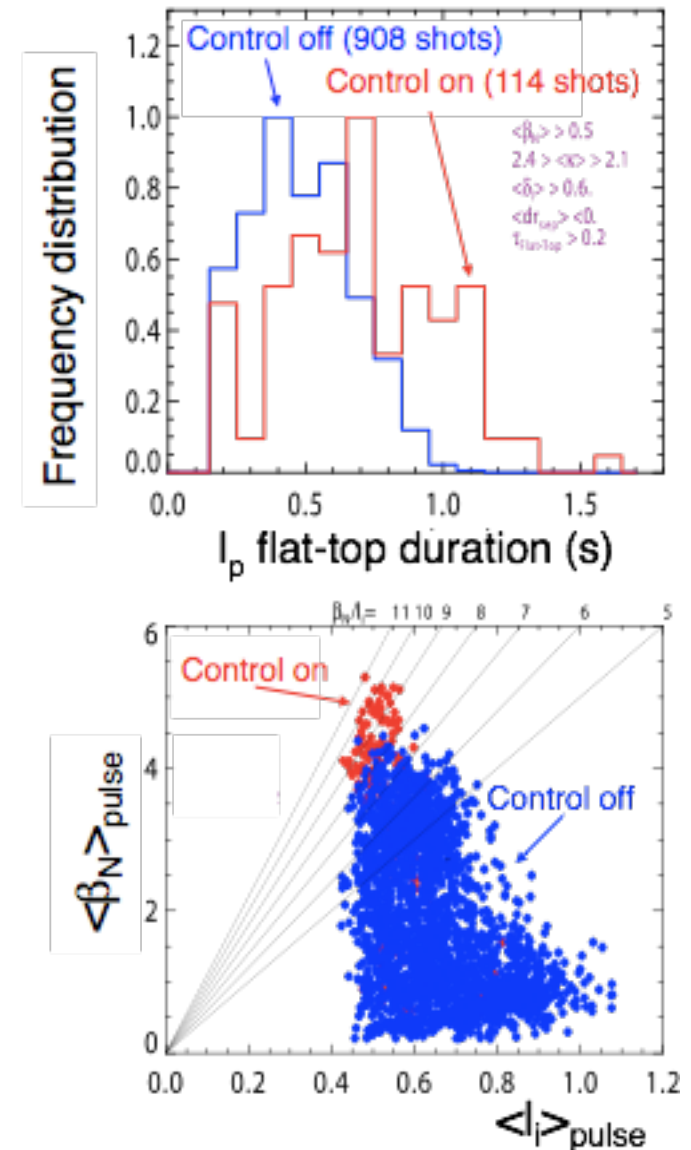 Control off (908 shots)
Control on (114 shots)
<β_N> > 0.5
2.4 > <κ> > 2.1
> 0.6.
<dr_sep> <0.
τ_Flat-Top > 0.2
Frequency distribution
1.2
1.0
0.8
0.6
0.4
0.2
0.0
0.0 0.5 1.0 1.5
I_p flat-top duration (s)
β_N/l_i= 11 10 9 8 7 6 5
Control on
Control off
<β_N>_pulse
6
4
2
0
0.0 0.2 0.4 0.6 0.8 1.0 1.2
<l_i>_pulse